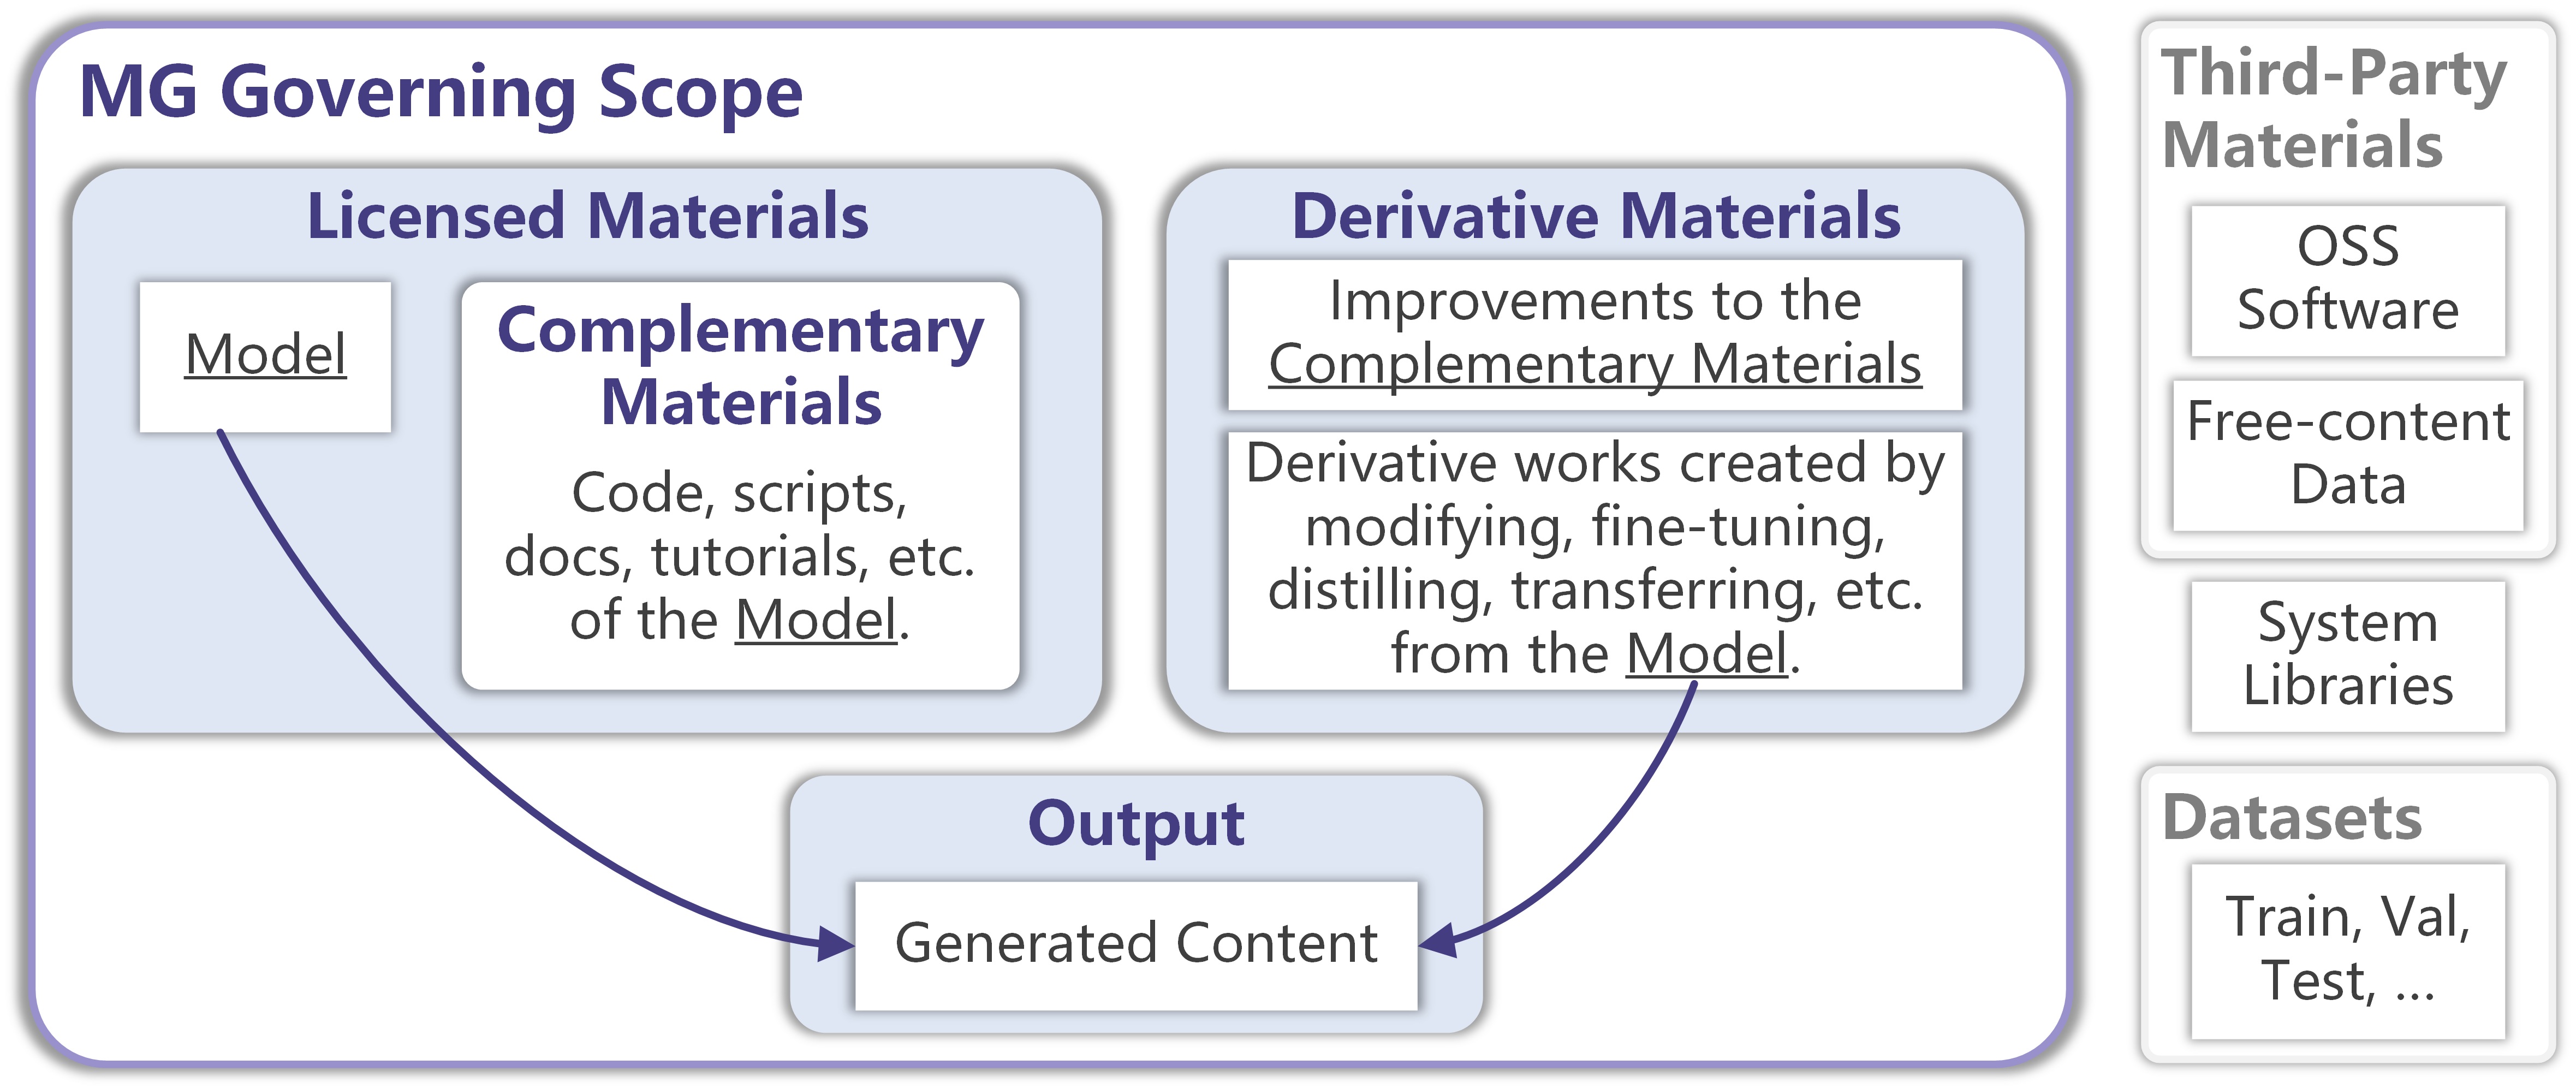 MG Governing Scope
Licensed Materials
Model
Complementary
Materials
Code, scripts,
docs, tutorials, etc.
of the Model.
Derivative Materials
Improvements to the
Complementary Materials
Derivative works created by
modifying, fine-tuning,
distilling, transferring, etc.
from the Model.
Output
Generated Content
Third-Party
Materials
OSS
Software
Free-content
Data
System
Libraries
Datasets
Train, Val,
Test, ...